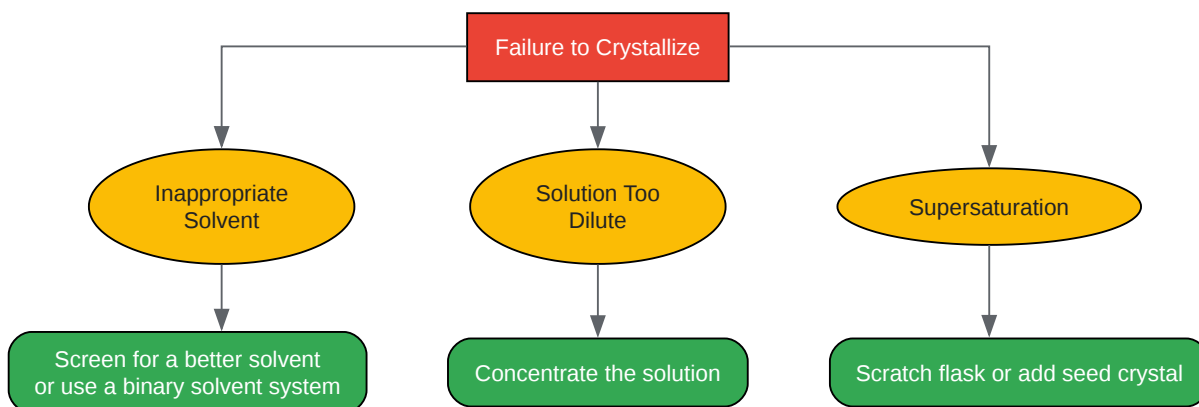 Failure to Crystallize
Inappropriate
Solvent
Solution Too
Dilute
Supersaturation
Screen for a better solvent
or use a binary solvent system
Concentrate the solution
Scratch flask or add seed crystal